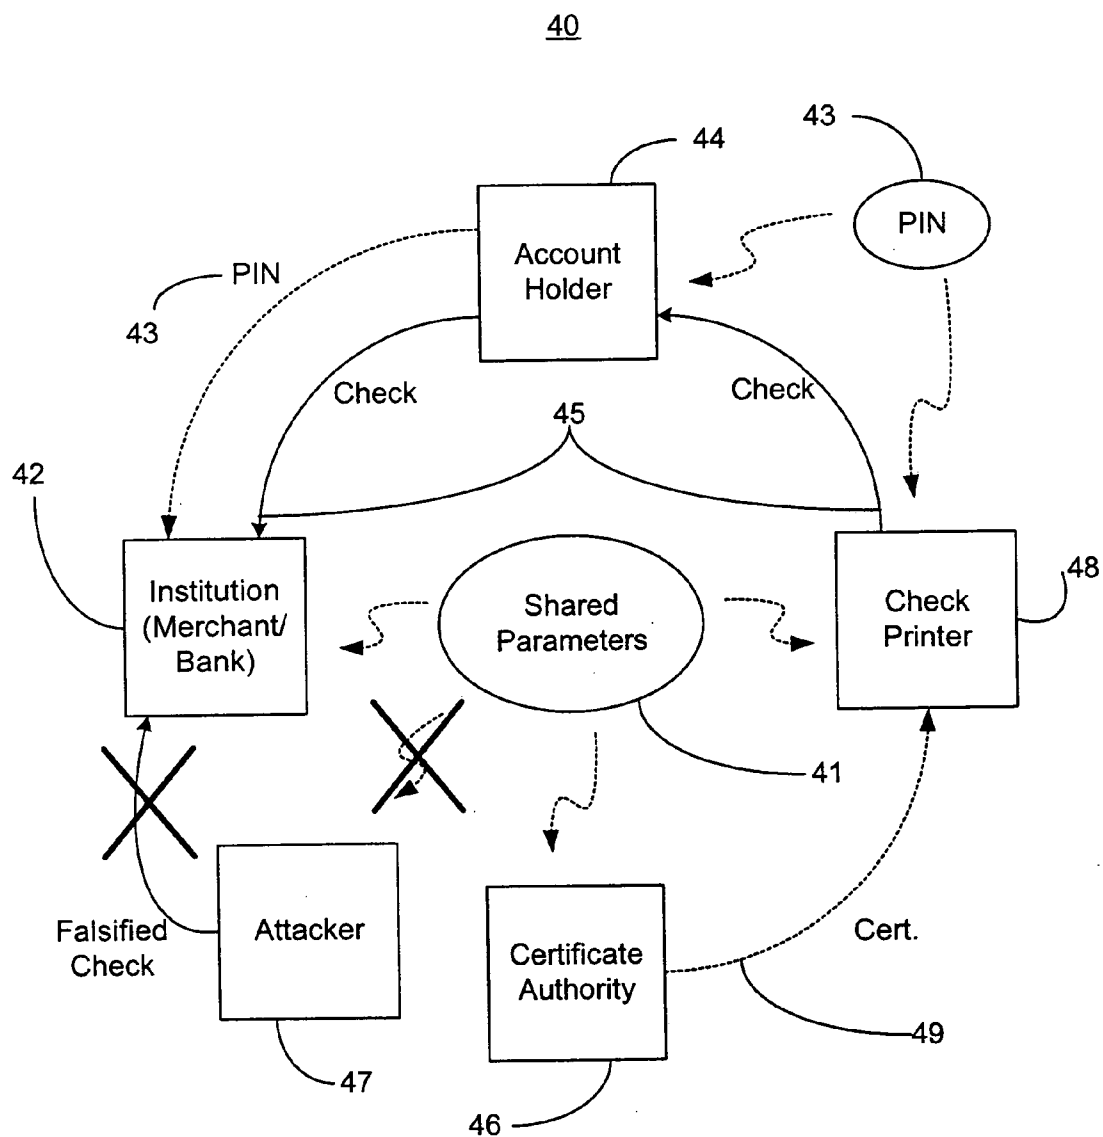 40
43
44
PIN
Account
Holder
PIN
43
Check
Check
45
42
48
Institution
(Merchant/
Bank)
Shared
Parameters
Check
Printer
41
Attacker
Falsified
Check
Certificate
Authority
Cert.
49
47
46